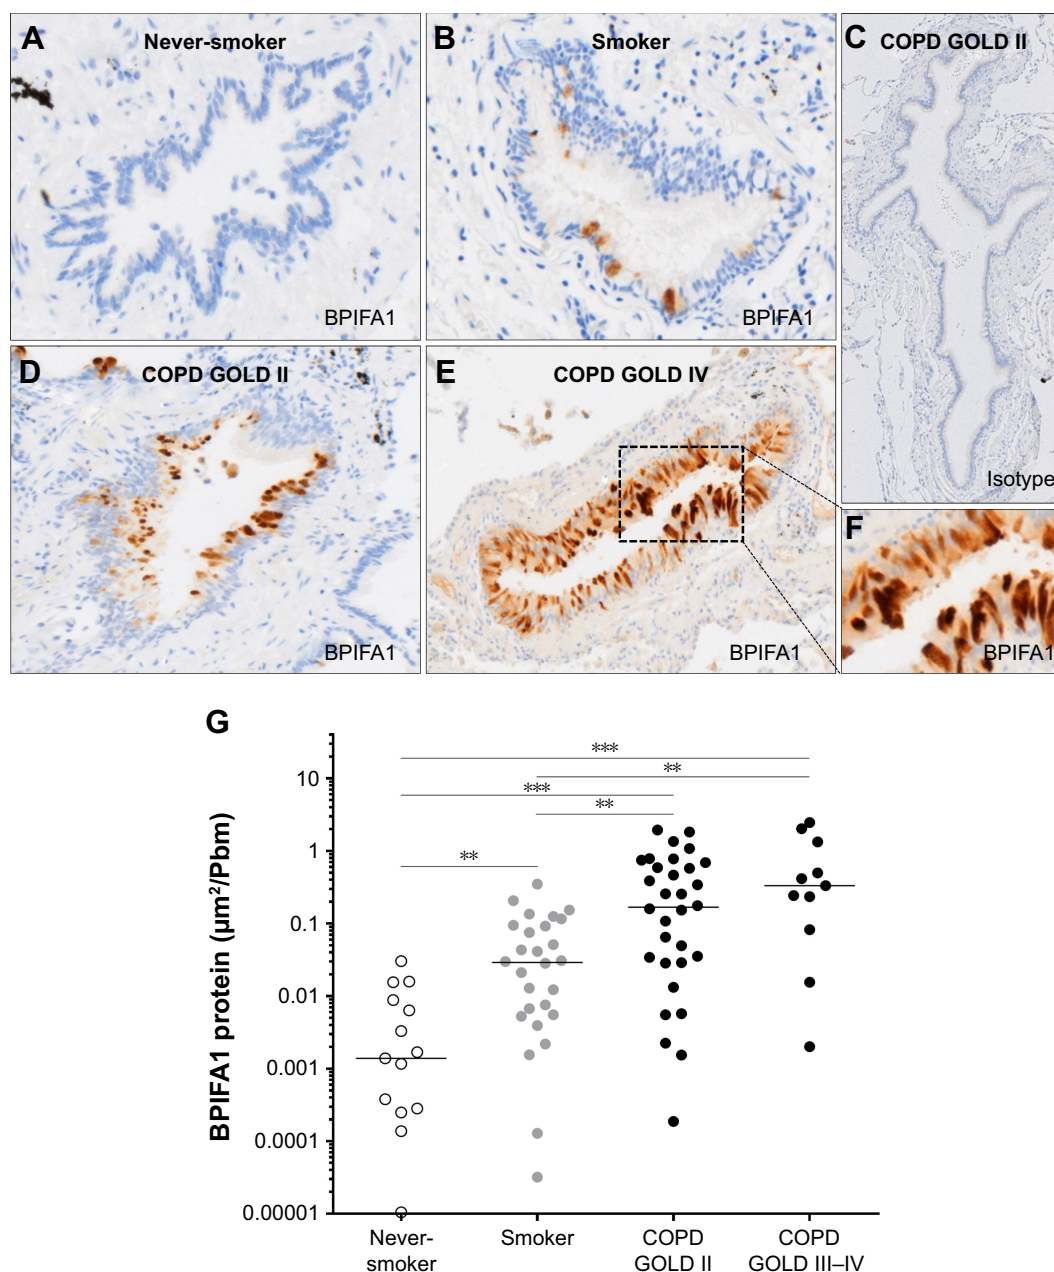 A
Never-smoker
BPIFA1
B
Smoker
BPIFA1
C
COPD GOLD II
Isotype
D
COPD GOLD II
BPIFA1
E
COPD GOLD IV
BPIFA1
F
BPIFA1
G
BPIFA1 protein (µm²/Pbm)
***
**
***
**
**
10
1
0.1
0.01
0.001
0.0001
0.00001
Never-
smoker
Smoker
COPD
GOLD II
COPD
GOLD III–IV